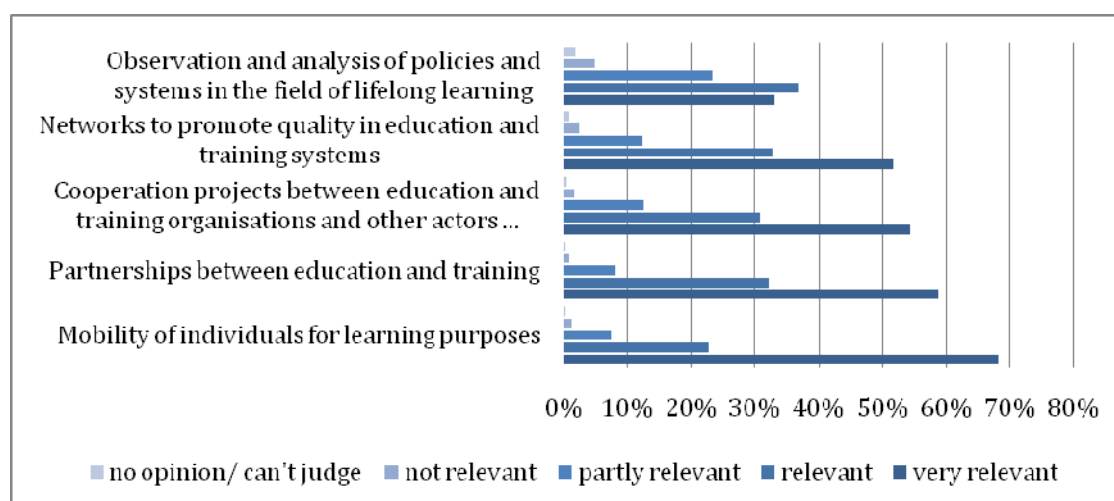 Observation and analysis of policies and
systems in the field of lifelong learning
Networks to promote quality in education and
training systems
Cooperation projects between education and
training organisations and other actors ...
Partnerships between education and training
Mobility of individuals for learning purposes
0% 10% 20% 30% 40% 50% 60% 70% 80%
no opinion/ can't judge not relevant partly relevant relevant very relevant